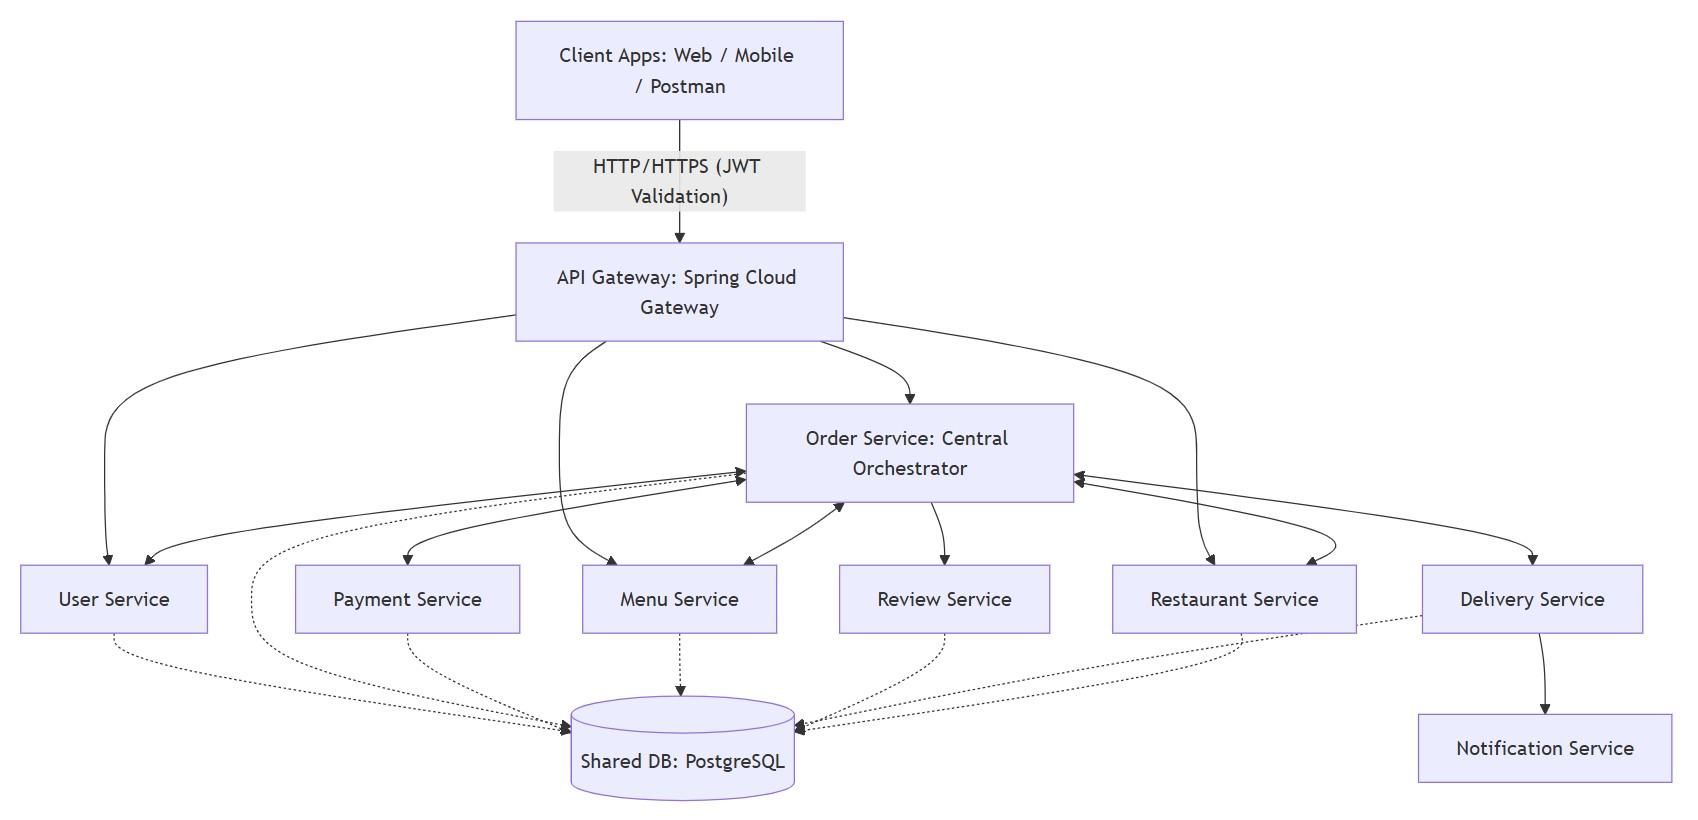 Client Apps: Web / Mobile
/ Postman
HTTP/HTTPS (JWT
Validation)
API Gateway: Spring Cloud
Gateway
Order Service: Central
Orchestrator
User Service
Payment Service
Menu Service
Review Service
Restaurant Service
Delivery Service
Shared DB: PostgreSQL
Notification Service